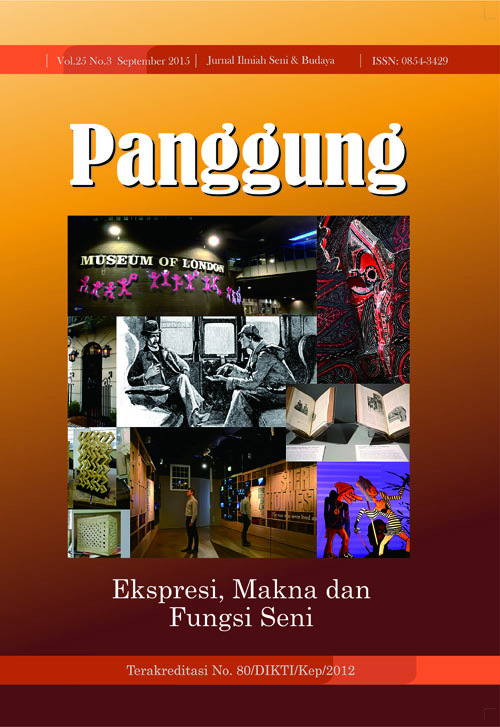 Vol.25 No.3 September 2015
Jurnal Ilmiah Seni & Budaya
ISSN: 0854-3429
Panggung
MUSEUM OF LONDON
Ekspresi, Makna dan
Fungsi Seni
Terakreditasi No. 80/DIKTI/Kep/2012